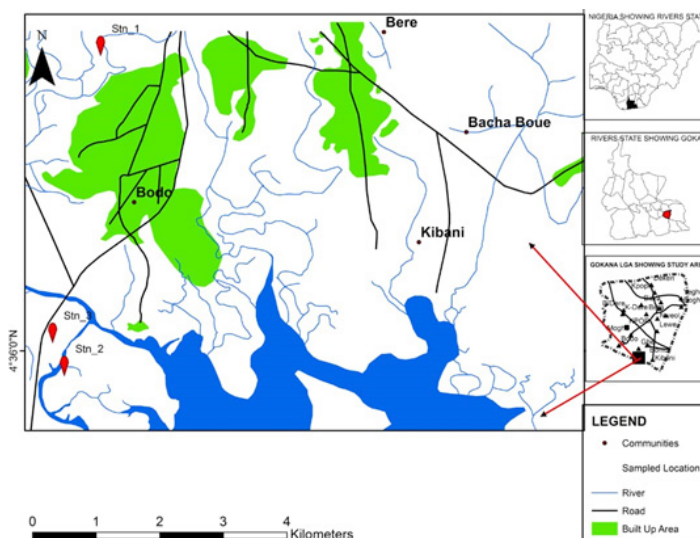 Stn_1
N
Bere
NIGERIA SHOWING RIVERS STA
Bacha Boue
RIVERS STATE SHOWING GOKA
Bodo
Kibani
GOKANA LGA SHOWING STUDY ARE
Stn_3
Stn_2
4°36'0"N
LEGEND
Communities
Sampled Location
River
Road
Built Up Area
0 1 2 3 4
Kilometers